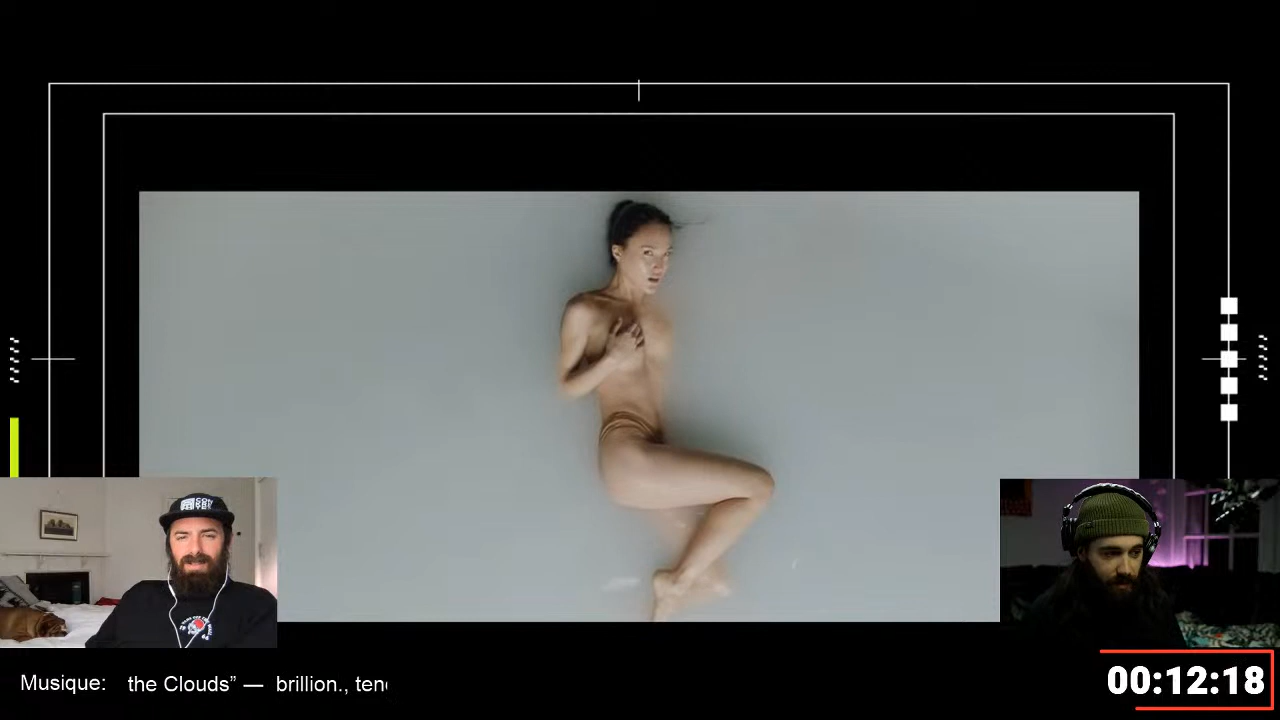 Musique: the Clouds” — brillion., ten
00:12:18